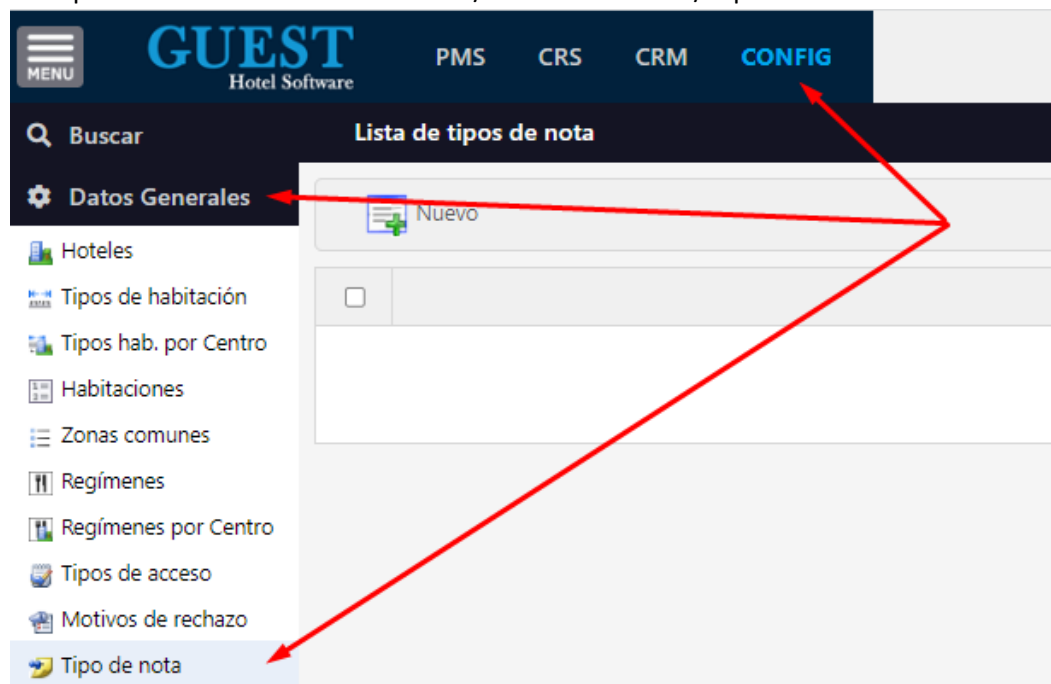 MENU
GUEST
Hotel Software
PMS CRS CRM CONFIG
Buscar
Lista de tipos de nota
Datos Generales
Nuevo
Hoteles
Tipos de habitación
Tipos hab. por Centro
Habitaciones
Zonas comunes
Regímenes
Regímenes por Centro
Tipos de acceso
Motivos de rechazo
Tipo de nota